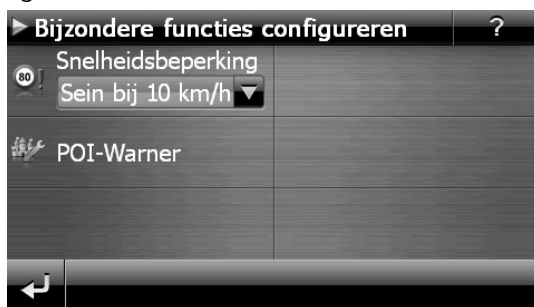 Bijzondere functies configureren ?
80 ! Snelheidsbeperking
Sein bij 10 km/h
POI-Warner